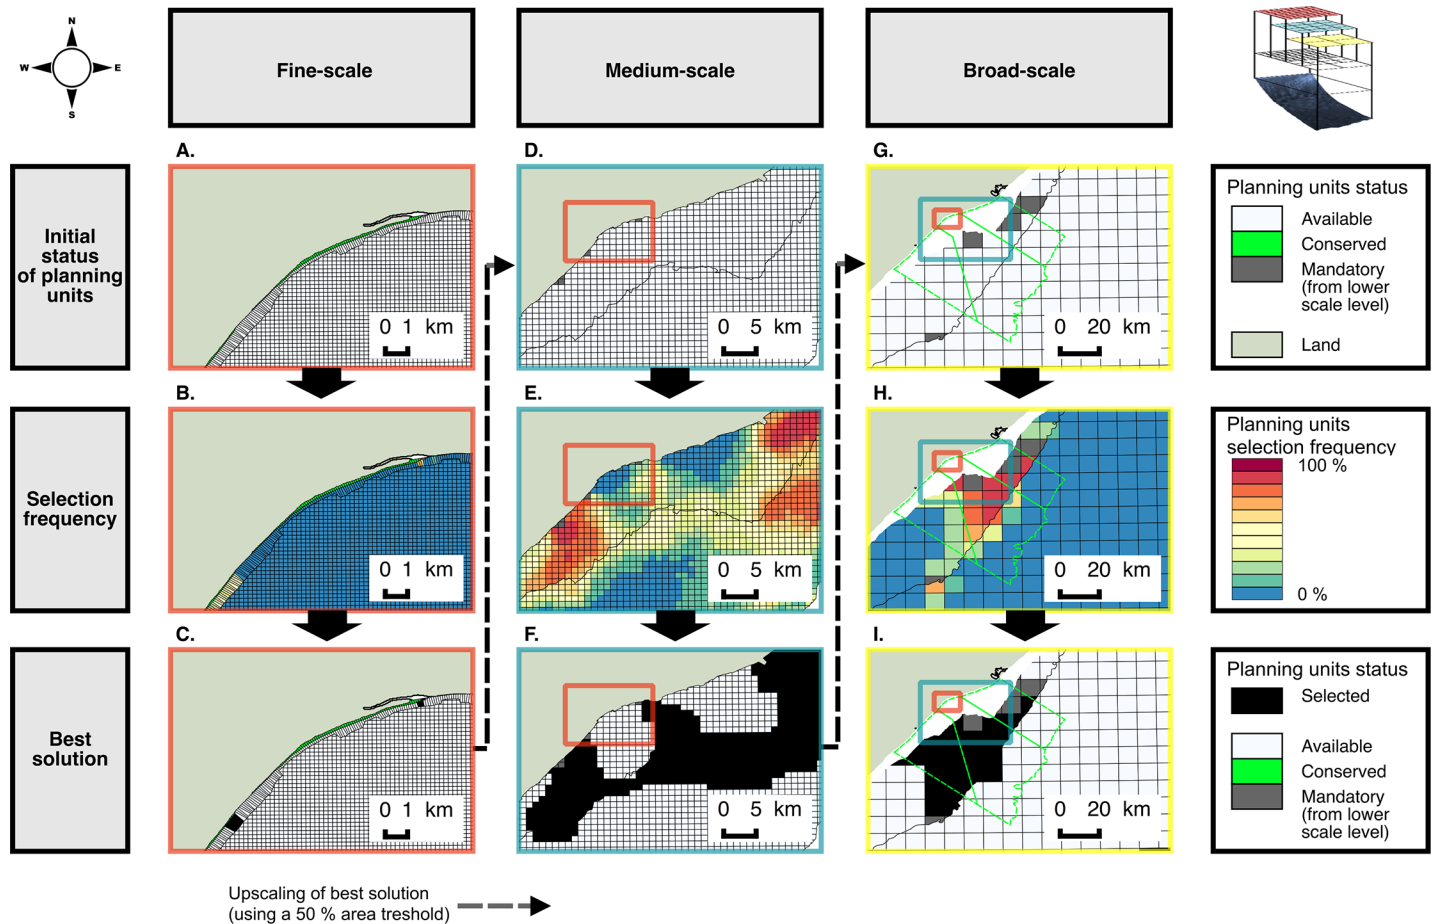 N
W
E
S
Fine-scale
Medium-scale
Broad-scale
A.
D.
G.
Initial
status
of planning
units
0 1 km
0 5 km
0 20 km
Planning units status
Available
Conserved
Mandatory
(from lower
scale level)
Land
B.
E.
H.
Selection
frequency
0 1 km
0 5 km
0 20 km
Planning units
selection frequency
100 %
0 %
C.
F.
I.
Best
solution
0 1 km
0 5 km
0 20 km
Planning units status
Selected
Available
Conserved
Mandatory
(from lower
scale level)
Upscaling of best solution
(using a 50 % area treshold)